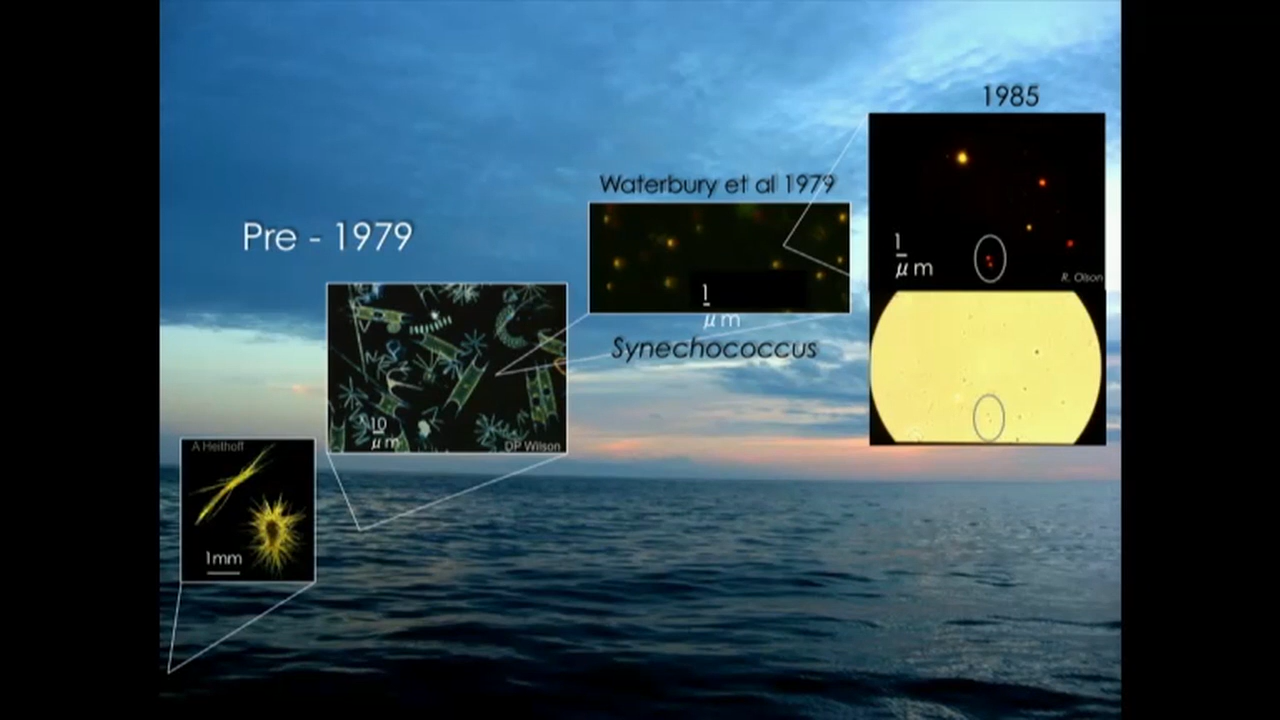 1985
Waterbury et al 1979
Pre - 1979
1
μm
R. Olson
1
μm
Synechococcus
10
μm
DP Wilson
A Heithoff
1mm